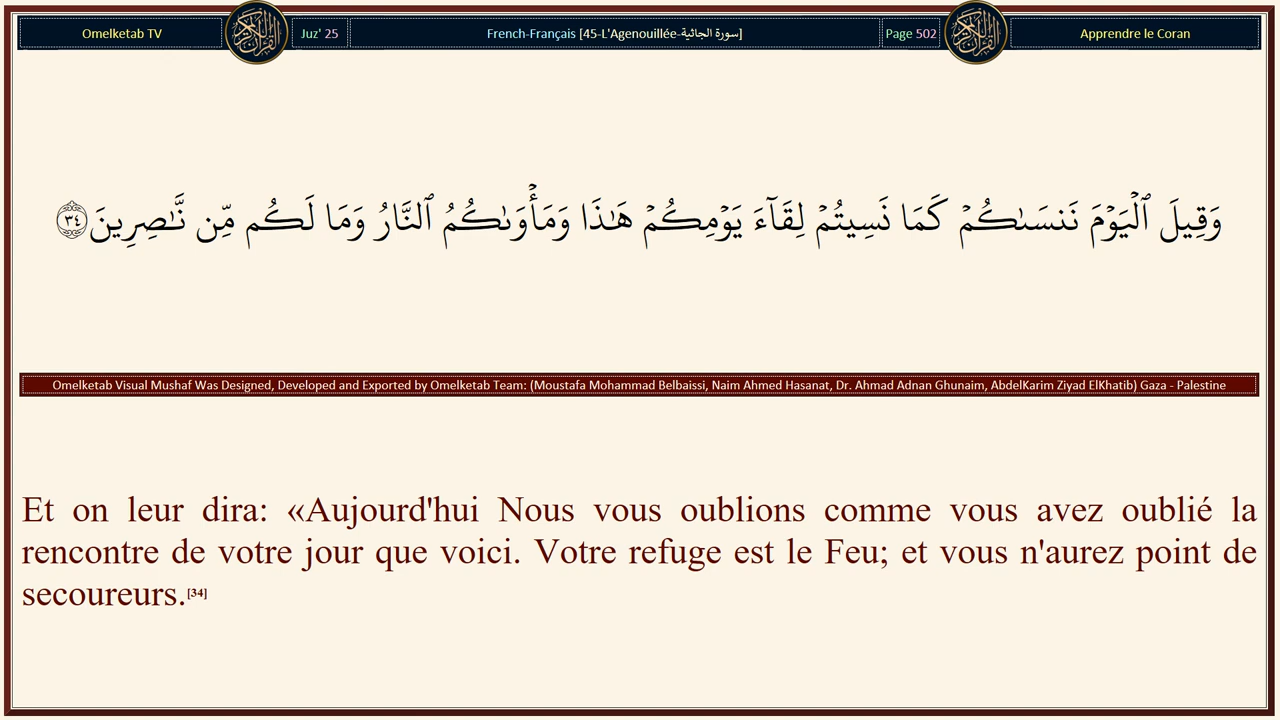 Omelketab TV
Juz' 25
French-Français [45-L'Agenouillée-سورة الجاثية]
Page 502
Apprendre le Coran
وَقِيلَ ٱلْيَوْمَ نَنسَىٰكُمْ كَمَا نَسِيتُمْ لِقَآءَ يَوْمِكُمْ هَـٰذَا وَمَأْوَىٰكُمُ ٱلنَّارُ وَمَا لَكُم مِّن نَّـٰصِرِينَ ٣٤
Omelketab Visual Mushaf Was Designed, Developed and Exported by Omelketab Team: (Moustafa Mohammad Belbaissi, Naim Ahmed Hasanat, Dr. Ahmad Adnan Ghunaim, AbdelKarim Ziyad ElKhatib) Gaza - Palestine
Et on leur dira: «Aujourd'hui Nous vous oublions comme vous avez oublié la
rencontre de votre jour que voici. Votre refuge est le Feu; et vous n'aurez point de
secoureurs.[34]